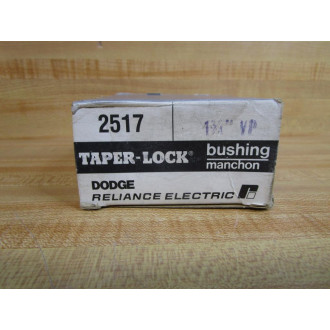 2517
TAPER-LOCK® bushing
manchon
DODGE
RELIANCE ELECTRIC